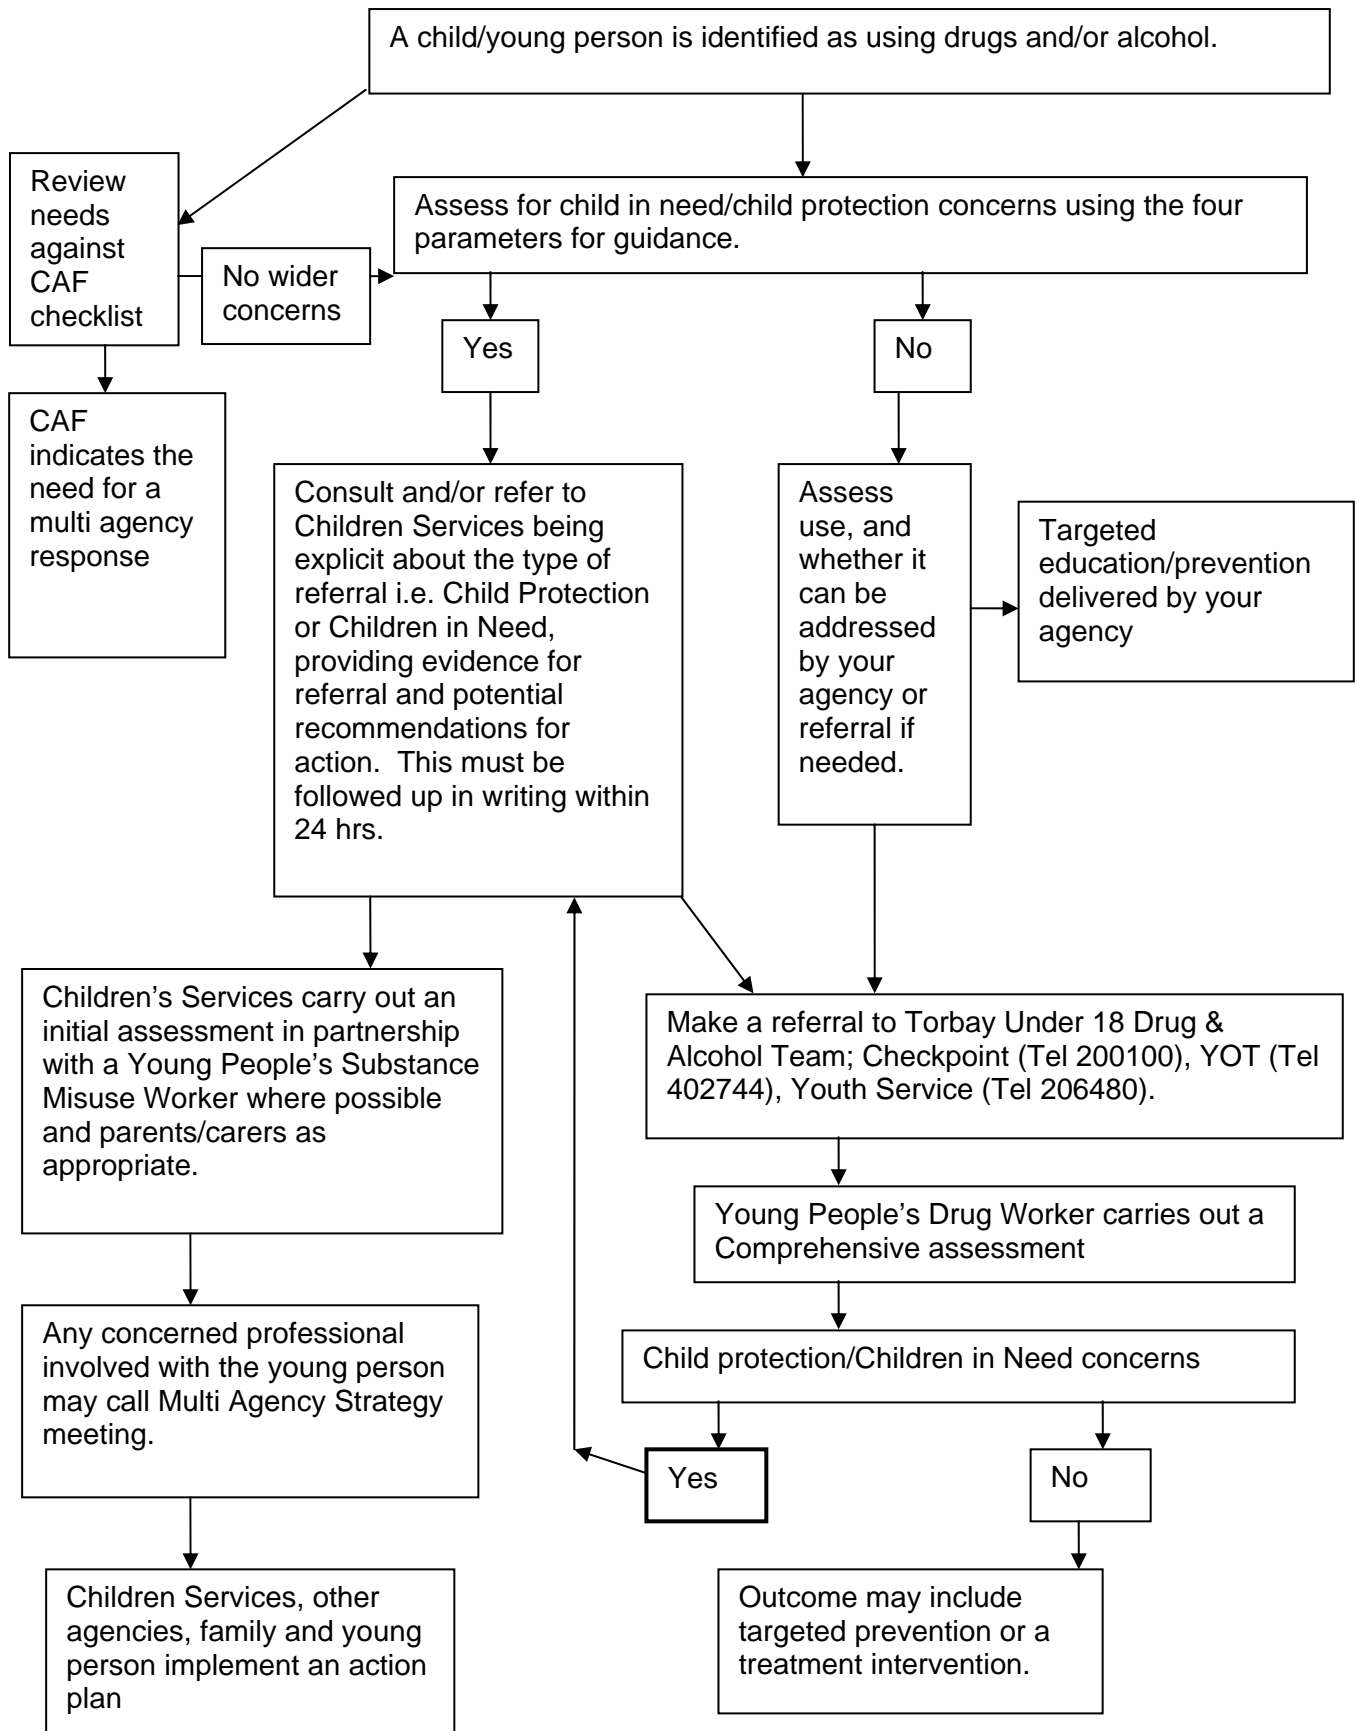 A child/young person is identified as using drugs and/or alcohol.
Review
needs
against
CAF
checklist
No wider
concerns
Assess for child in need/child protection concerns using the four
parameters for guidance.
Yes
No
CAF
indicates the
need for a
multi agency
response
Consult and/or refer to
Children Services being
explicit about the type of
referral i.e. Child Protection
or Children in Need,
providing evidence for
referral and potential
recommendations for
action.  This must be
followed up in writing within
24 hrs.
Assess
use, and
whether it
can be
addressed
by your
agency or
referral if
needed.
Targeted
education/prevention
delivered by your
agency
Children’s Services carry out an
initial assessment in partnership
with a Young People’s Substance
Misuse Worker where possible
and parents/carers as
appropriate.
Make a referral to Torbay Under 18 Drug &
Alcohol Team; Checkpoint (Tel 200100), YOT (Tel
402744), Youth Service (Tel 206480).
Young People’s Drug Worker carries out a
Comprehensive assessment
Any concerned professional
involved with the young person
may call Multi Agency Strategy
meeting.
Child protection/Children in Need concerns
Yes
No
Children Services, other
agencies, family and young
person implement an action
plan
Outcome may include
targeted prevention or a
treatment intervention.